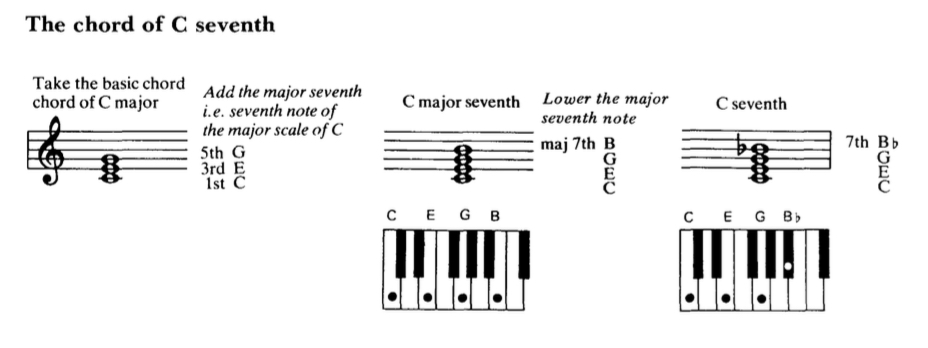 The chord of C seventh
Take the basic chord
chord of C major
Add the major seventh
i.e. seventh note of
the major scale of C
5th G
3rd E
1st C
C major seventh
Lower the major
seventh note
maj 7th B
G
E
C
C seventh
7th B♭
G
E
C
C E G B
C E G B♭